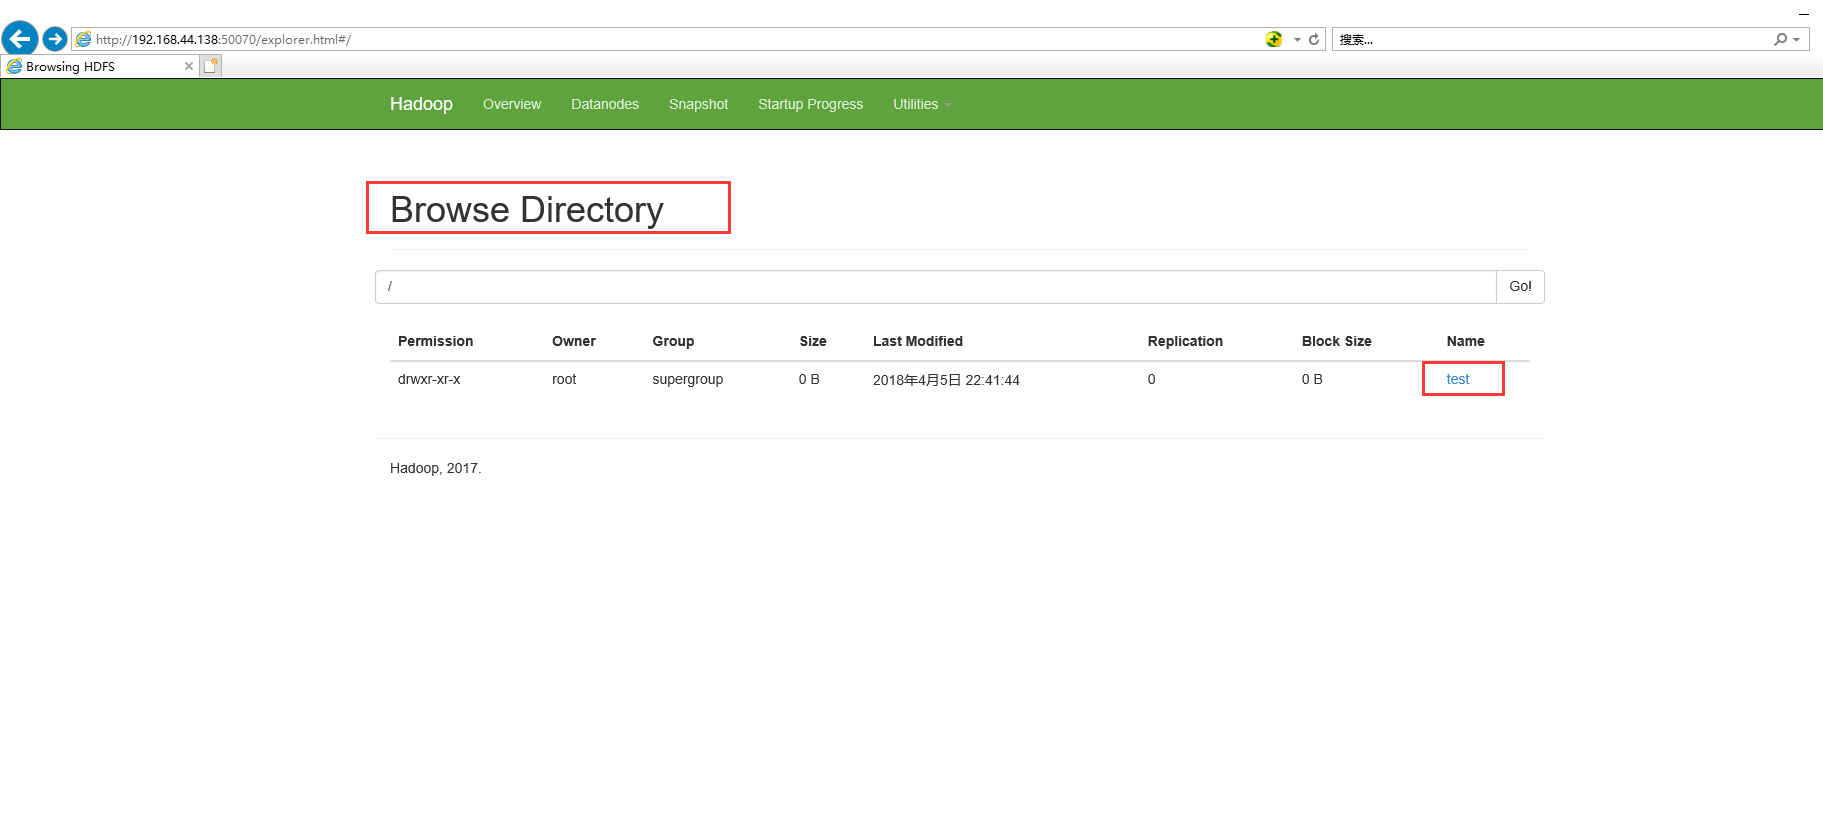 http://192.168.44.138:50070/explorer.html#/
搜索...
Browsing HDFS
Hadoop Overview Datanodes Snapshot Startup Progress Utilities
Browse Directory
/ Go!
Permission Owner Group Size Last Modified Replication Block Size Name
drwxr-xr-x root supergroup 0 B 2018年4月5日 22:41:44 0 0 B test
Hadoop, 2017.